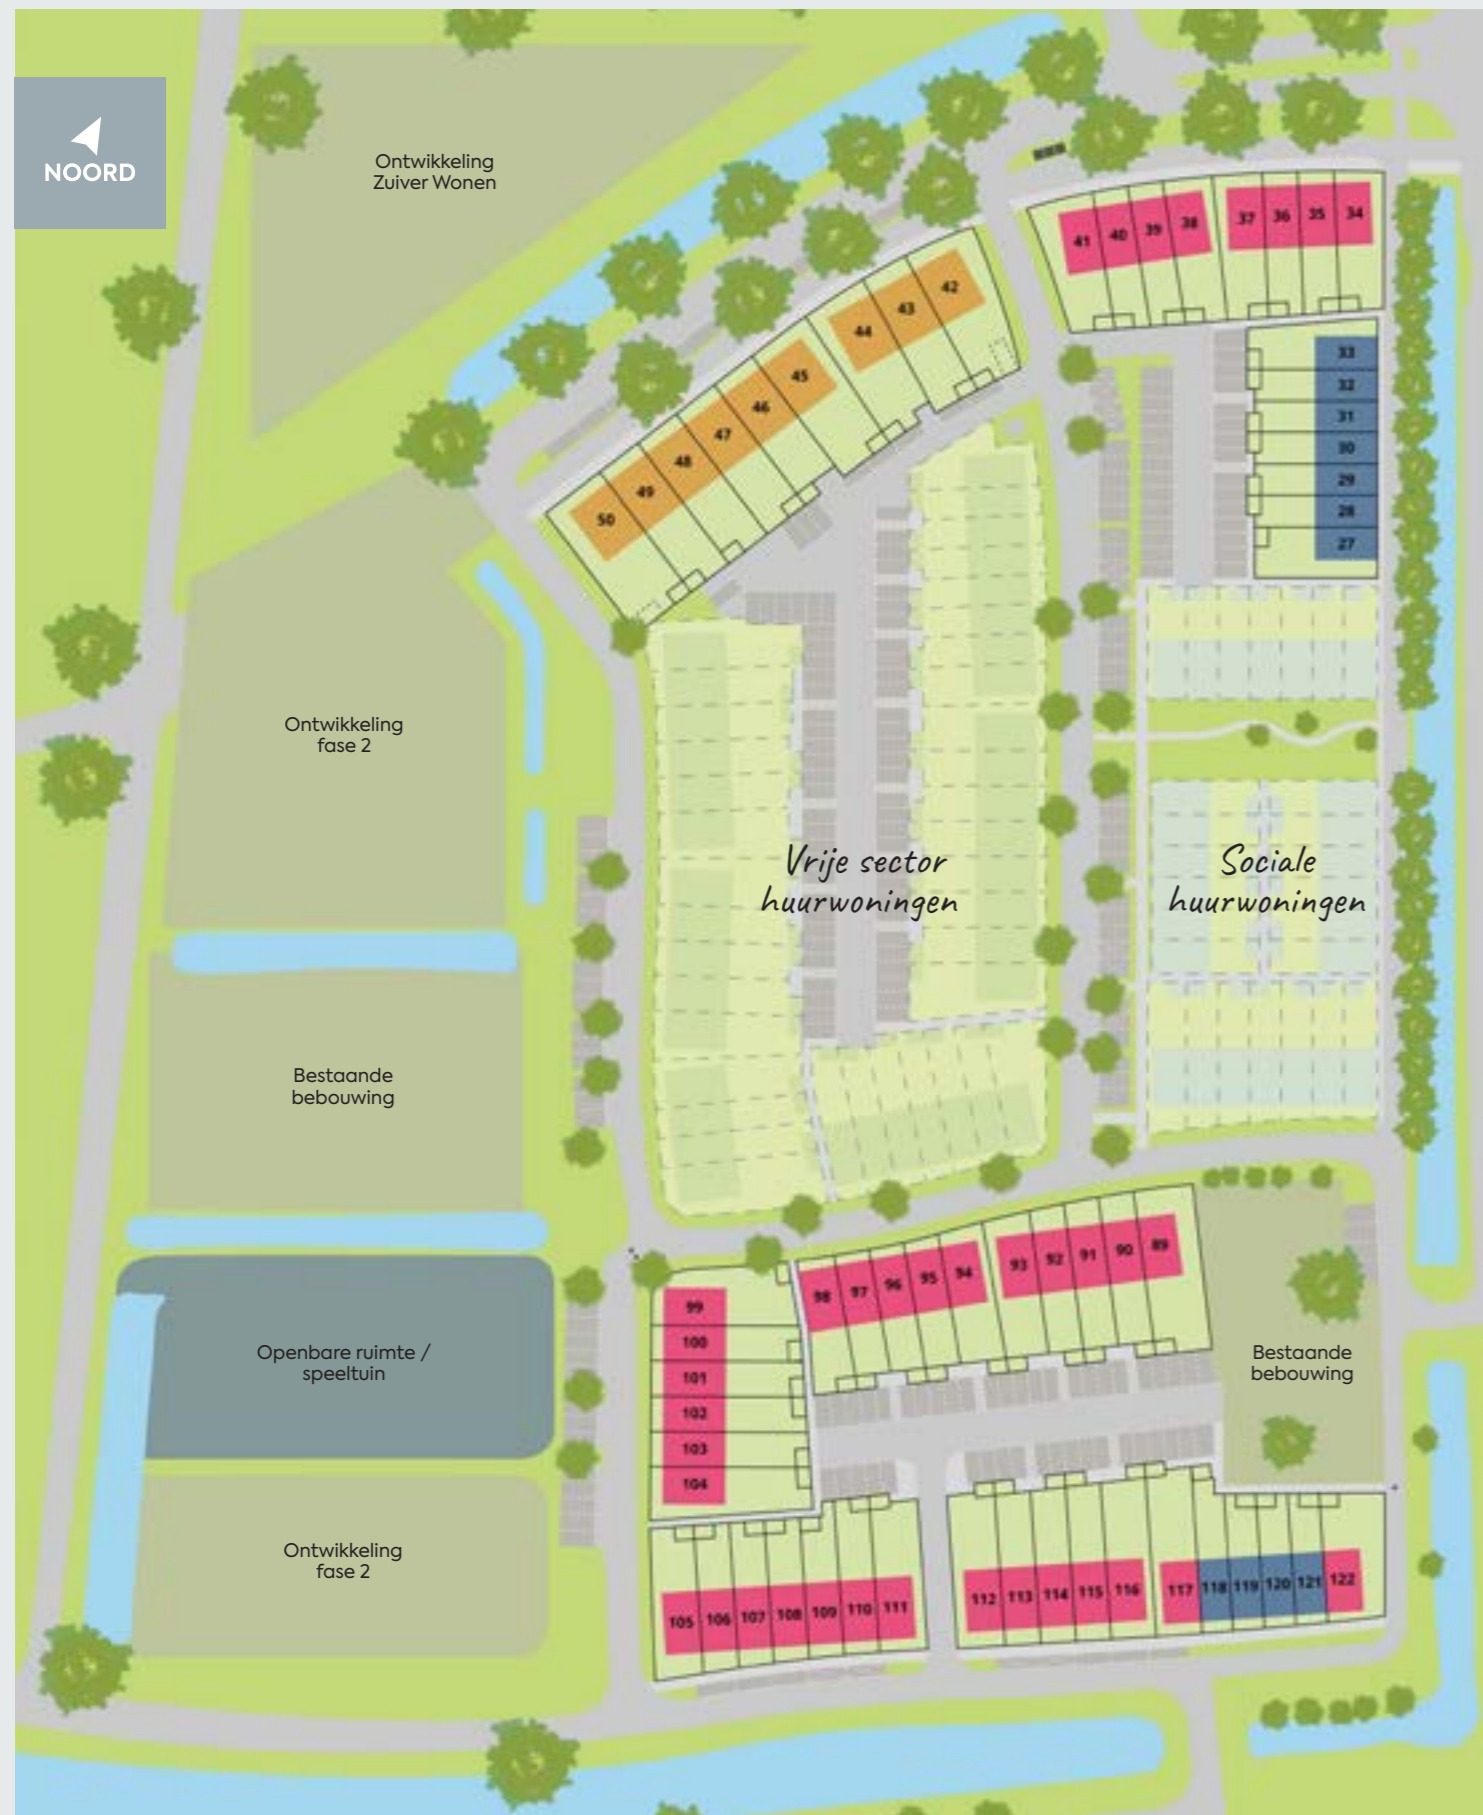 NOORD
Ontwikkeling
Zuiver Wonen
41 40 39 38 37 36 35 34
42
43
44
45
46
47
48
49
50
33
32
31
30
29
28
27
Ontwikkeling
fase 2
Vrije sector
huurwoningen
Sociale
huurwoningen
Bestaande
bebouwing
98 97 96 95 94 93 92 91 90 89
99
100
101
102
103
104
Openbare ruimte /
speeltuin
Bestaande
bebouwing
Ontwikkeling
fase 2
105 106 107 108 109 110 111
112 113 114 115 116 117 118 119 120 121 122